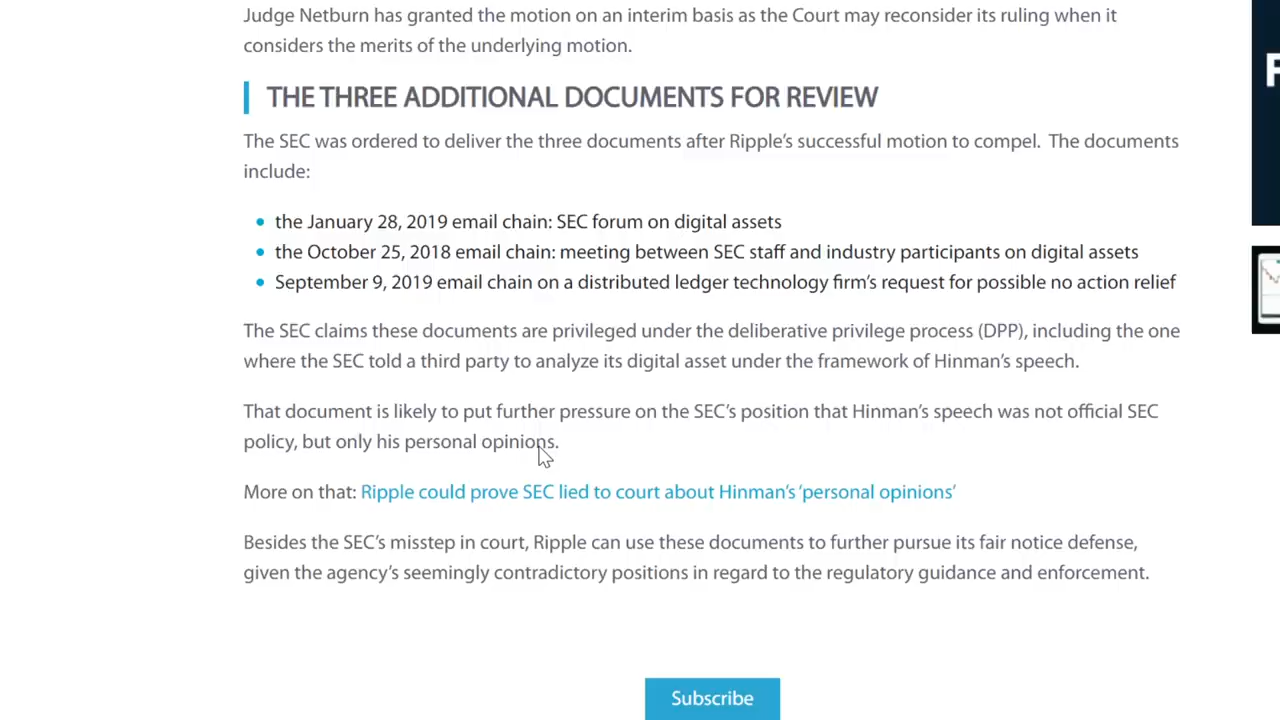 Judge Netburn has granted the motion on an interim basis as the Court may reconsider its ruling when it
considers the merits of the underlying motion.
THE THREE ADDITIONAL DOCUMENTS FOR REVIEW
The SEC was ordered to deliver the three documents after Ripple's successful motion to compel. The documents
include:
the January 28, 2019 email chain: SEC forum on digital assets
the October 25, 2018 email chain: meeting between SEC staff and industry participants on digital assets
September 9, 2019 email chain on a distributed ledger technology firm's request for possible no action relief
The SEC claims these documents are privileged under the deliberative privilege process (DPP), including the one
where the SEC told a third party to analyze its digital asset under the framework of Hinman's speech.
That document is likely to put further pressure on the SEC's position that Hinman's speech was not official SEC
policy, but only his personal opinions.
More on that: Ripple could prove SEC lied to court about Hinman's 'personal opinions'
Besides the SEC's misstep in court, Ripple can use these documents to further pursue its fair notice defense,
given the agency's seemingly contradictory positions in regard to the regulatory guidance and enforcement.
Subscribe